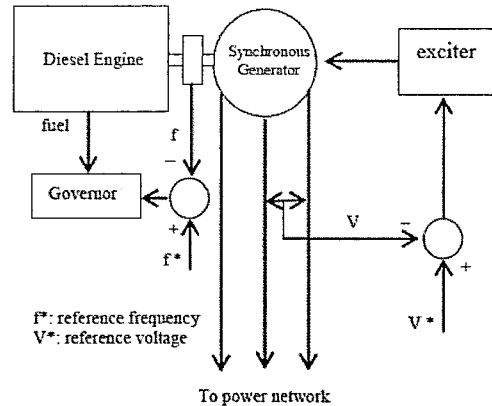 Diesel Engine
Synchronous
Generator
exciter
fuel
f
−
Governor
+
f*
V
−
+
V*
f*: reference frequency
V*: reference voltage
To power network